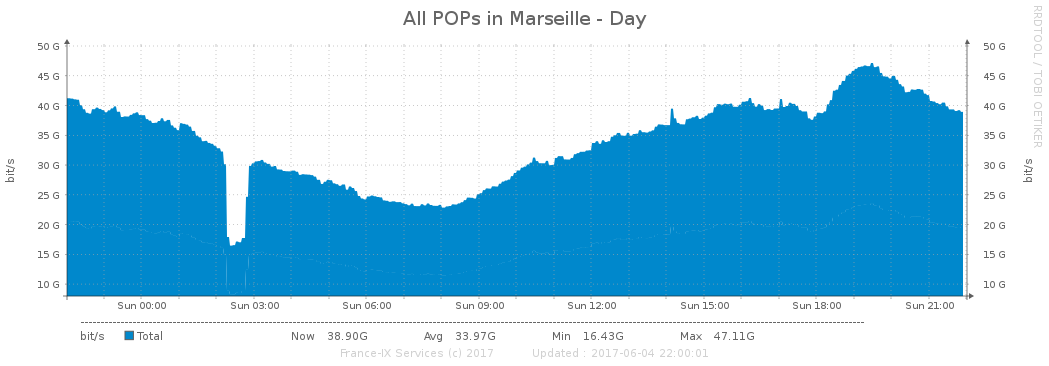 All POPs in Marseille - Day
RRDTOOL / TOBI OETIKER
50 G 50 G
45 G 45 G
40 G 40 G
35 G 35 G
30 G 30 G
25 G 25 G
20 G 20 G
15 G 15 G
10 G 10 G
bit/s bit/s
Sun 00:00 Sun 03:00 Sun 06:00 Sun 09:00 Sun 12:00 Sun 15:00 Sun 18:00 Sun 21:00
bit/s Total Now 38.90G Avg 33.97G Min 16.43G Max 47.11G
France-IX Services (c) 2017 Updated : 2017-06-04 22:00:01